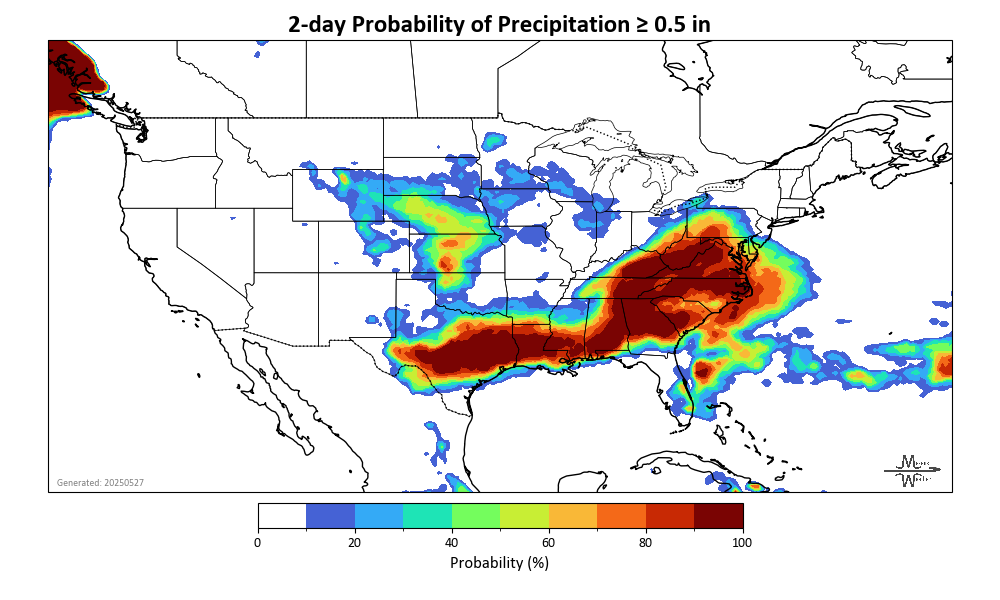 2-day Probability of Precipitation ≥ 0.5 in
Generated: 20250527
0 20 40 60 80 100
Probability (%)